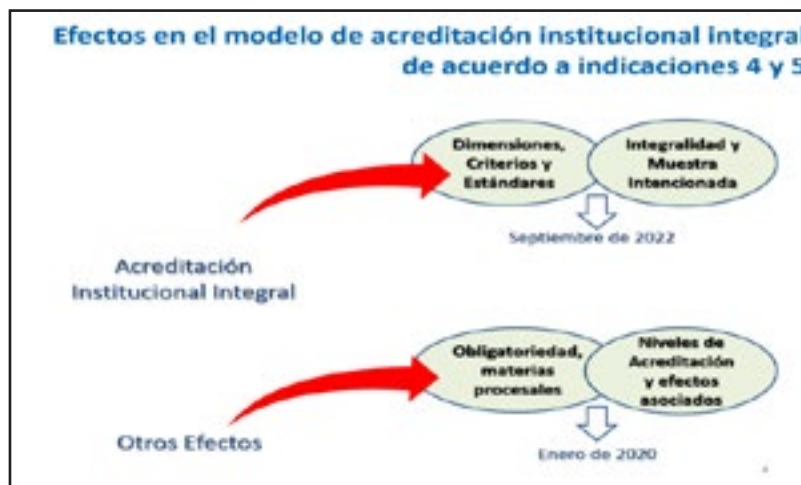 Efectos en el modelo de acreditación institucional integral
de acuerdo a indicaciones 4 y 5
Dimensiones,
Criterios y
Estándares
Integralidad y
Muestra
Intencionada
Septiembre de 2022
Acreditación
Institucional Integral
Obligatoriedad,
materias
procesales
Niveles de
Acreditación
y efectos
asociados
Otros Efectos
Enero de 2020